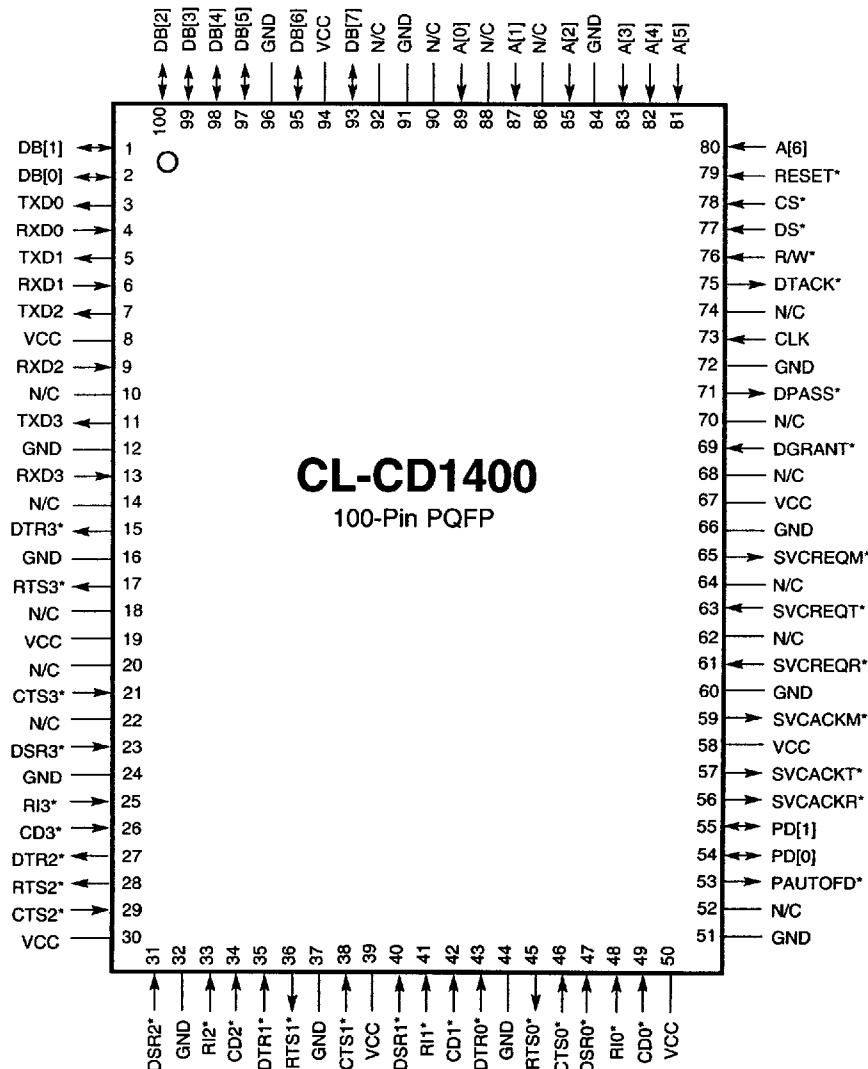 DB[2] DB[3] DB[4] DB[5] GND DB[6] VCC DB[7] N/C GND N/C A[0] N/C A[1] N/C A[2] GND A[3] A[4] A[5]
100 99 98 97 96 95 94 93 92 91 90 89 88 87 86 85 84 83 82 81
DB[1] 1 80 A[6]
DB[0] 2 79 RESET*
TXD0 3 78 CS*
RXD0 4 77 DS*
TXD1 5 76 R/W*
RXD1 6 75 DTACK*
TXD2 7 74 N/C
VCC 8 73 CLK
RXD2 9 72 GND
N/C 10 71 DPASS*
TXD3 11 70 N/C
GND 12 69 DGRANT*
RXD3 13 68 N/C
N/C 14 67 VCC
DTR3* 15 66 GND
GND 16 65 SVCREQM*
RTS3* 17 64 N/C
N/C 18 63 SVCREQT*
VCC 19 62 N/C
N/C 20 61 SVCREQR*
CTS3* 21 60 GND
N/C 22 59 SVCACKM*
DSR3* 23 58 VCC
GND 24 57 SVCACKT*
RI3* 25 56 SVCACKR*
CD3* 26 55 PD[1]
DTR2* 27 54 PD[0]
RTS2* 28 53 PAUTOFD*
CTS2* 29 52 N/C
VCC 30 51 GND
CL-CD1400
100-Pin PQFP
31 32 33 34 35 36 37 38 39 40 41 42 43 44 45 46 47 48 49 50
DSR2* GND RI2* CD2* DTR1* RTS1* GND CTS1* VCC DSR1* RI1* CD1* DTR0* GND RTS0* CTS0* DSR0* RI0* CD0* VCC